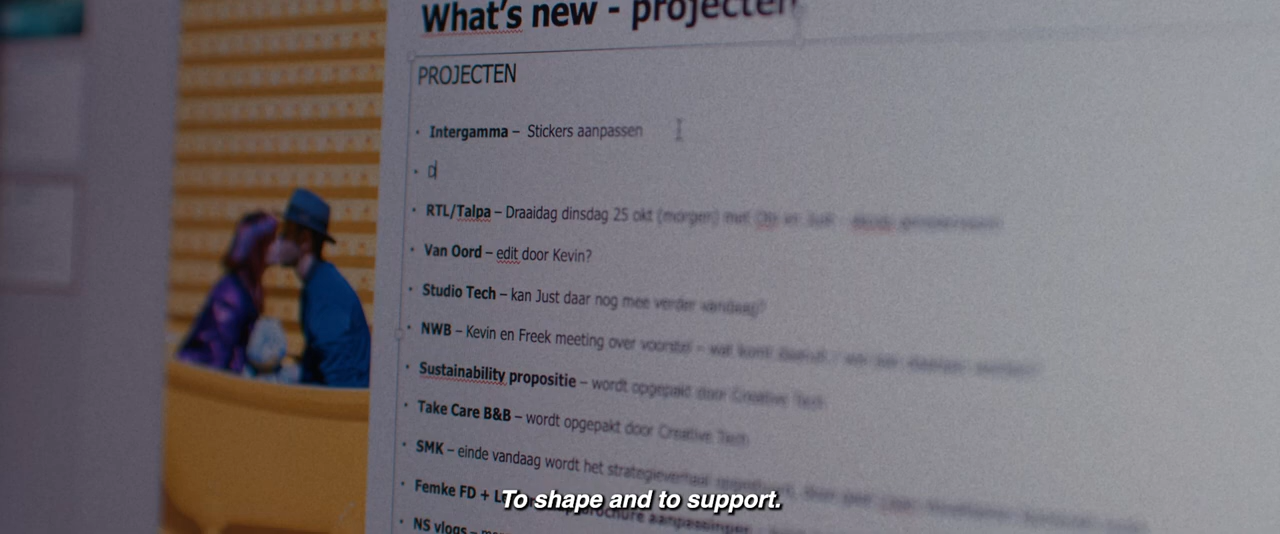 What's new - projecten
PROJECTEN
Intergamma – Stickers aanpassen
d
RTL/Talpa – Draaidag dinsdag 25 okt (morgen) met
Van Oord – edit door Kevin?
Studio Tech – kan Just daar nog mee verder vandaag?
NWB – Kevin en Freek meeting over voorstel – wat komt
Sustainability propositie – wordt opgepakt door Creative Tech
Take Care B&B – wordt opgepakt door Creative Tech
SMK – einde vandaag wordt het strategieverhaal
Femke FD + aanpassingen
NS vlogs –
To shape and to support.